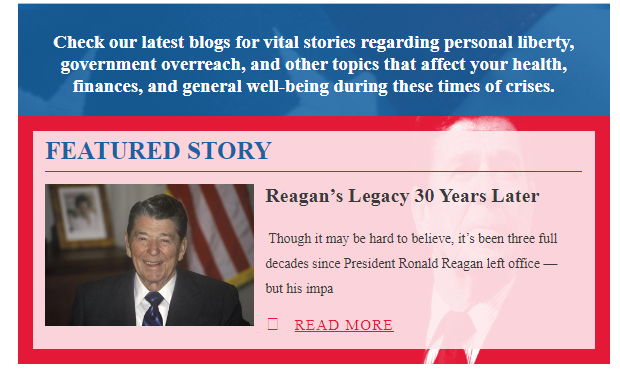 Check our latest blogs for vital stories regarding personal liberty,
government overreach, and other topics that affect your health,
finances, and general well-being during these times of crises.
FEATURED STORY
Reagan’s Legacy 30 Years Later
Though it may be hard to believe, it’s been three full
decades since President Ronald Reagan left office —
but his impa
READ MORE